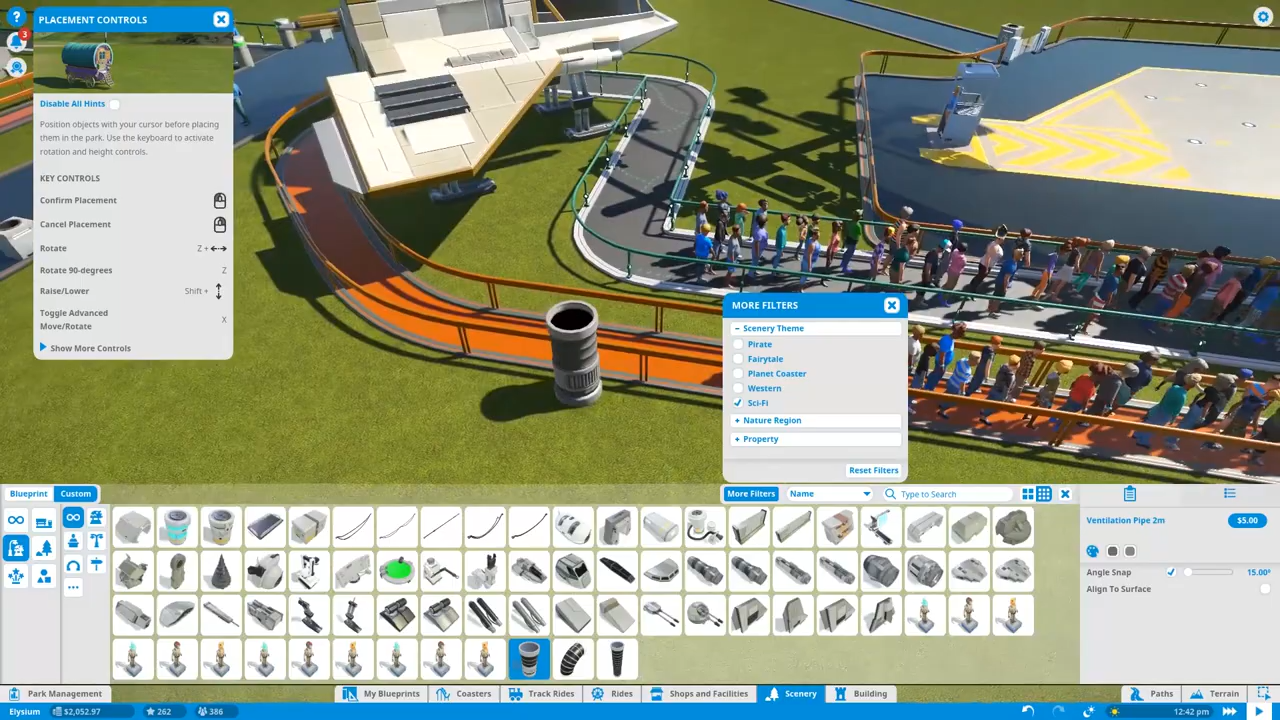 ?
3
PLACEMENT CONTROLS
Disable All Hints
Position objects with your cursor before placing
them in the park. Use the keyboard to activate
rotation and height controls.
KEY CONTROLS
Confirm Placement
Cancel Placement
Rotate Z +
Rotate 90-degrees Z
Raise/Lower Shift +
Toggle Advanced
Move/Rotate X
Show More Controls
MORE FILTERS
− Scenery Theme
Pirate
Fairytale
Planet Coaster
Western
Sci-Fi
+ Nature Region
+ Property
Reset Filters
Blueprint Custom More Filters Name Type to Search
Ventilation Pipe 2m $5.00
Angle Snap 15.00°
Align To Surface
Park Management My Blueprints Coasters Track Rides Rides Shops and Facilities Scenery Building Paths Terrain
Elysium $2,052.97 262 386 12:42 pm